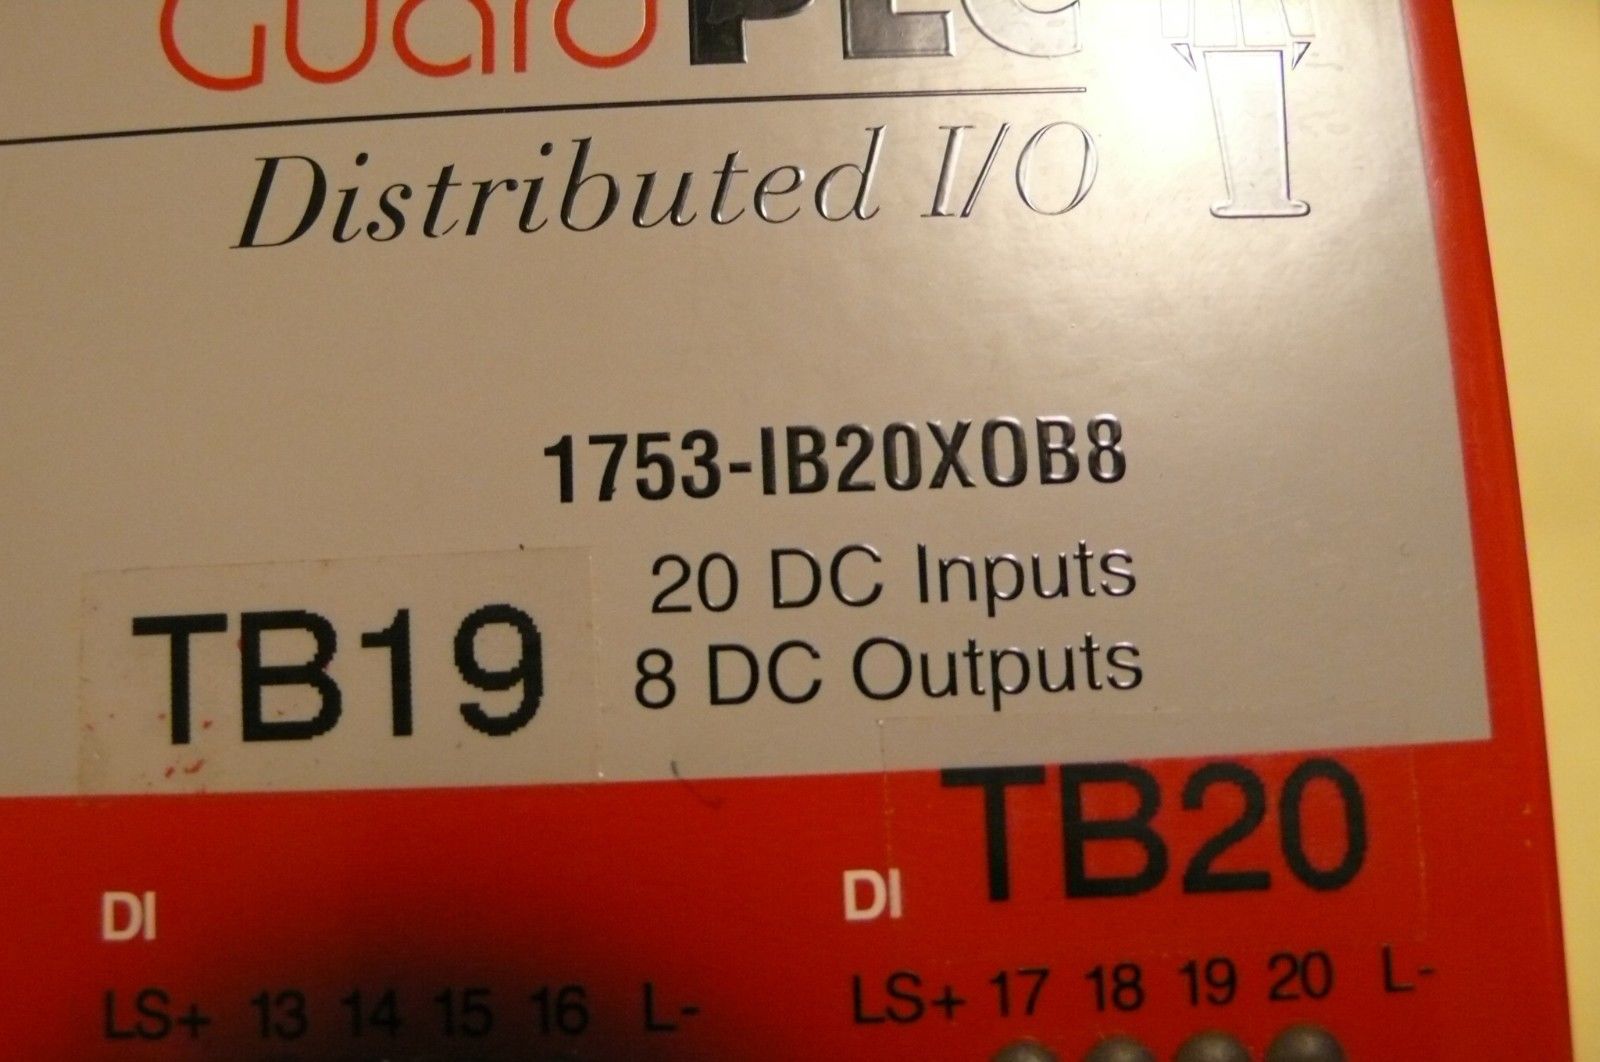 GuardPLC
Distributed I/O
1753-IB20XOB8
20 DC Inputs
8 DC Outputs
TB19
TB20
DI
LS+ 13 14 15 16 L-
DI
LS+ 17 18 19 20 L-